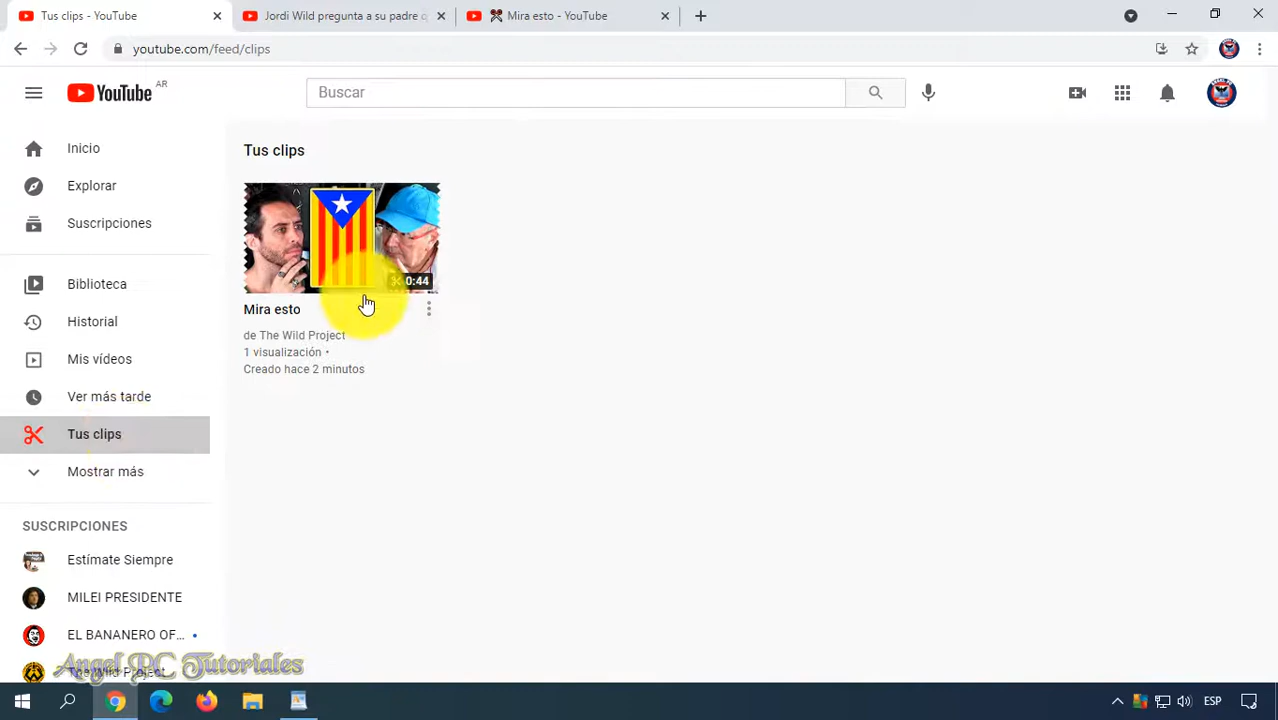 Tus clips - YouTube
Jordi Wild pregunta a su padre q
Mira esto - YouTube
youtube.com/feed/clips
YouTube AR
Buscar
Inicio
Explorar
Suscripciones
Biblioteca
Historial
Mis vídeos
Ver más tarde
Tus clips
Mostrar más
SUSCRIPCIONES
Estímate Siempre
MILEI PRESIDENTE
EL BANANERO OF...
The Wild Project
Angel PC Tutoriales
Tus clips
0:44
Mira esto
de The Wild Project
1 visualización •
Creado hace 2 minutos
ESP